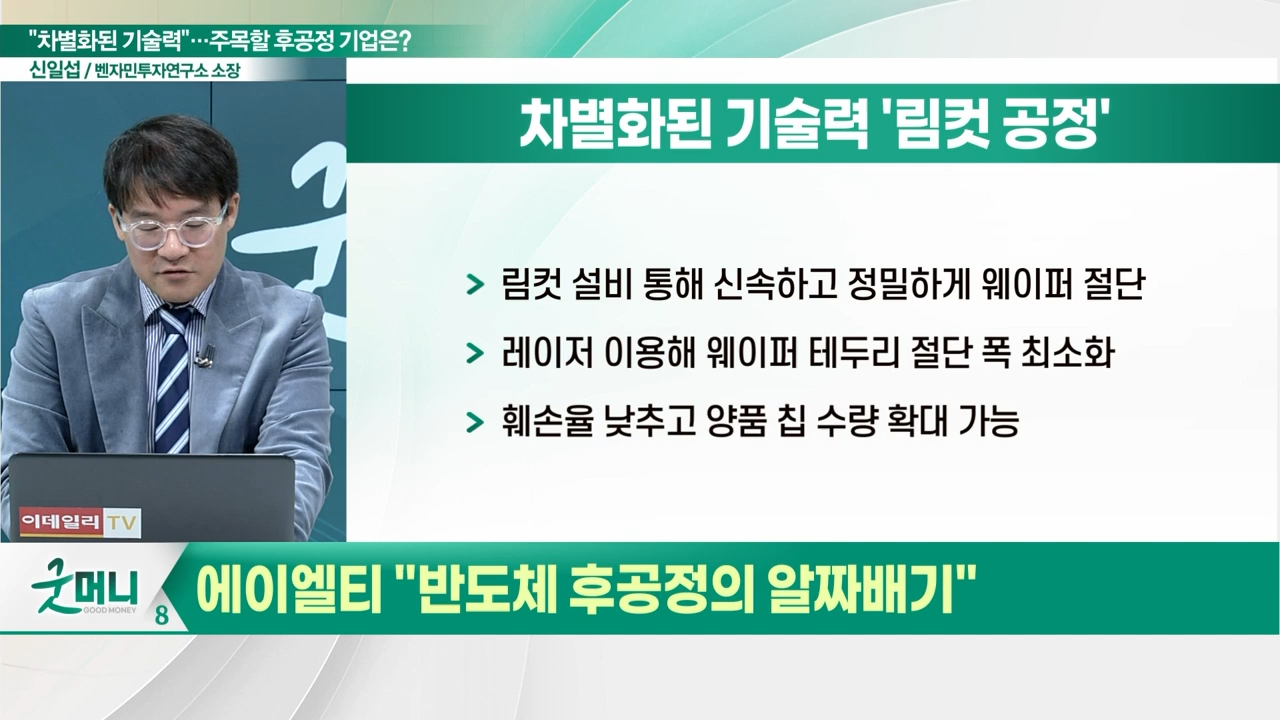 "차별화된 기술력"…주목할 후공정 기업은?
신일섭 / 벤자민투자연구소 소장
차별화된 기술력 '림컷 공정'
> 림컷 설비 통해 신속하고 정밀하게 웨이퍼 절단
> 레이저 이용해 웨이퍼 테두리 절단 폭 최소화
> 훼손율 낮추고 양품 칩 수량 확대 가능
이데일리 TV
굿머니
GOOD MONEY
8
에이엘티 "반도체 후공정의 알짜배기"